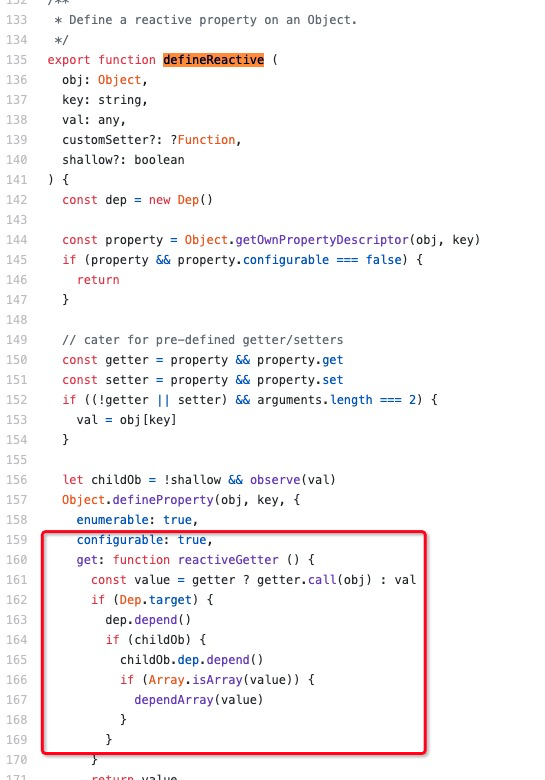 132 /**
133 * Define a reactive property on an Object.
134 */
135 export function defineReactive (
136 obj: Object,
137 key: string,
138 val: any,
139 customSetter?: ?Function,
140 shallow?: boolean
141 ) {
142 const dep = new Dep()
143
144 const property = Object.getOwnPropertyDescriptor(obj, key)
145 if (property && property.configurable === false) {
146 return
147 }
148
149 // cater for pre-defined getter/setters
150 const getter = property && property.get
151 const setter = property && property.set
152 if ((!getter || setter) && arguments.length === 2) {
153 val = obj[key]
154 }
155
156 let childOb = !shallow && observe(val)
157 Object.defineProperty(obj, key, {
158 enumerable: true,
159 configurable: true,
160 get: function reactiveGetter () {
161 const value = getter ? getter.call(obj) : val
162 if (Dep.target) {
163 dep.depend()
164 if (childOb) {
165 childOb.dep.depend()
166 if (Array.isArray(value)) {
167 dependArray(value)
168 }
169 }
170 }
171 return value